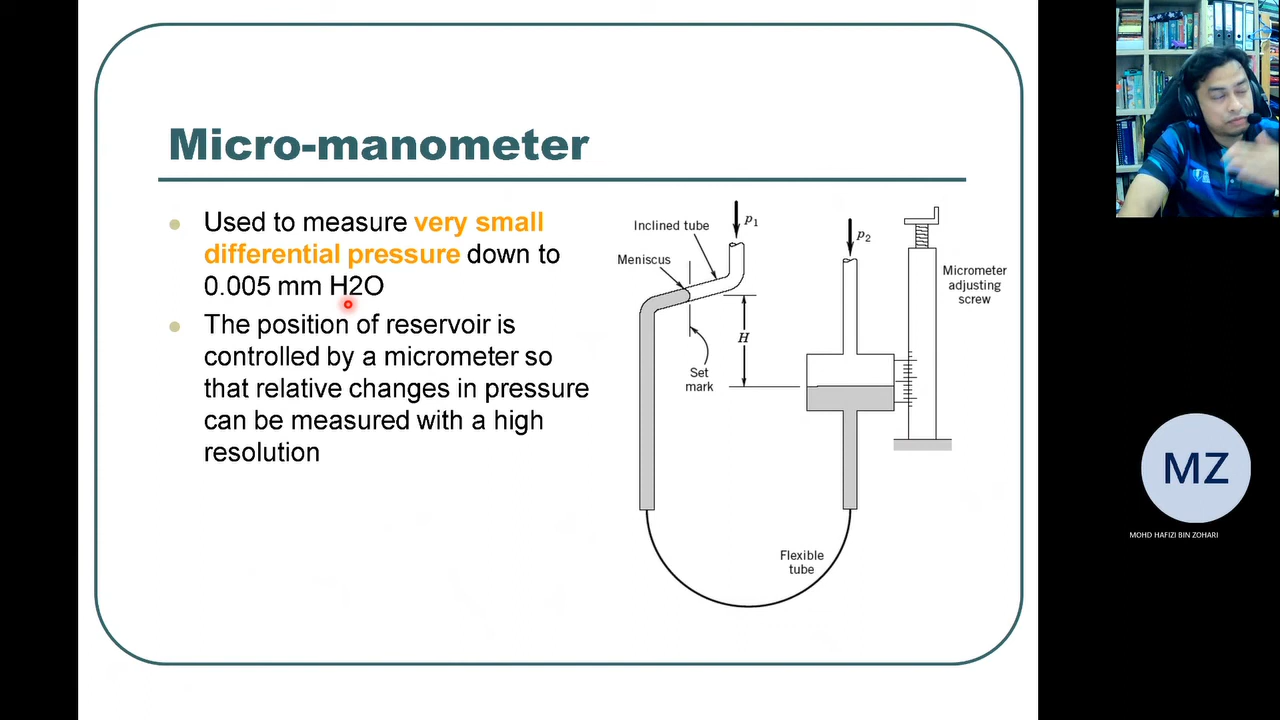 Micro-manometer
Used to measure very small
differential pressure down to
0.005 mm H2O
The position of reservoir is
controlled by a micrometer so
that relative changes in pressure
can be measured with a high
resolution
p1
Inclined tube
p2
Meniscus
Micrometer
adjusting
screw
H
Set
mark
Flexible
tube
MZ
MOHD HAFIZI BIN ZOHARI